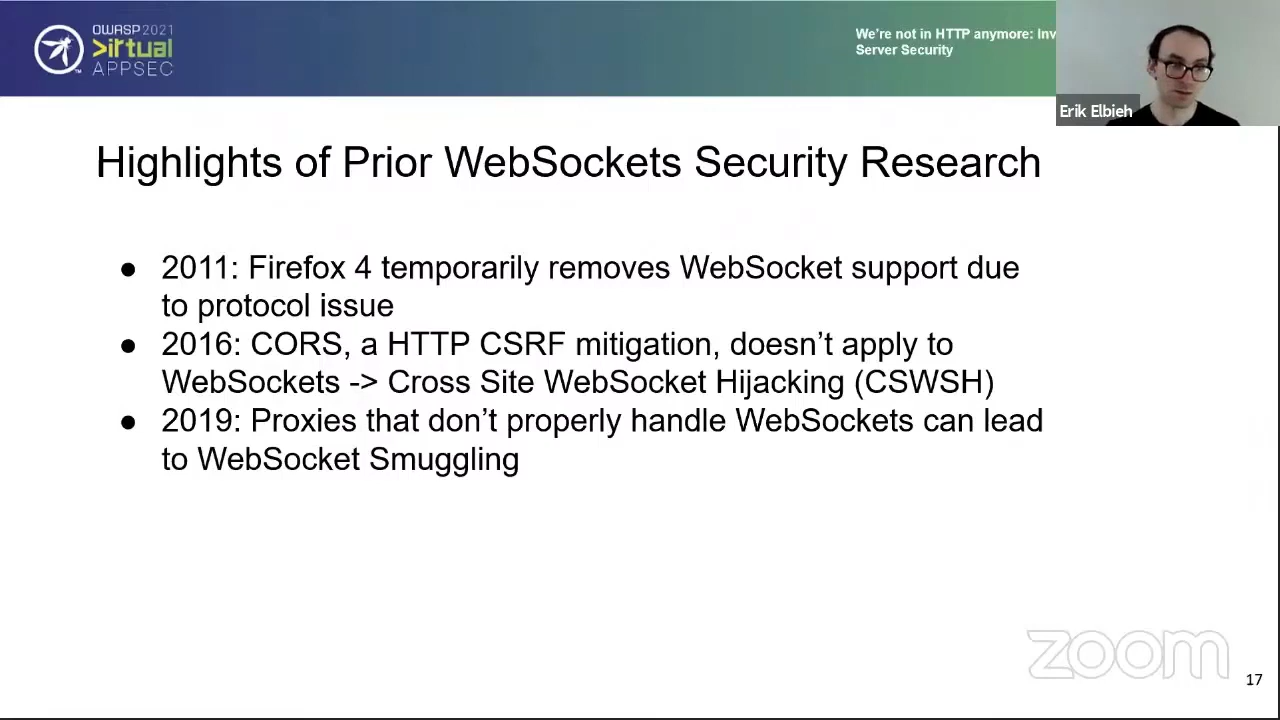 OWASP 2021
Virtual
APPSEC
TM
We're not in HTTP anymore: Inv
Server Security
Erik Elbieh
Highlights of Prior WebSockets Security Research
● 2011: Firefox 4 temporarily removes WebSocket support due
to protocol issue
● 2016: CORS, a HTTP CSRF mitigation, doesn't apply to
WebSockets -> Cross Site WebSocket Hijacking (CSWSH)
● 2019: Proxies that don't properly handle WebSockets can lead
to WebSocket Smuggling
zoom
17